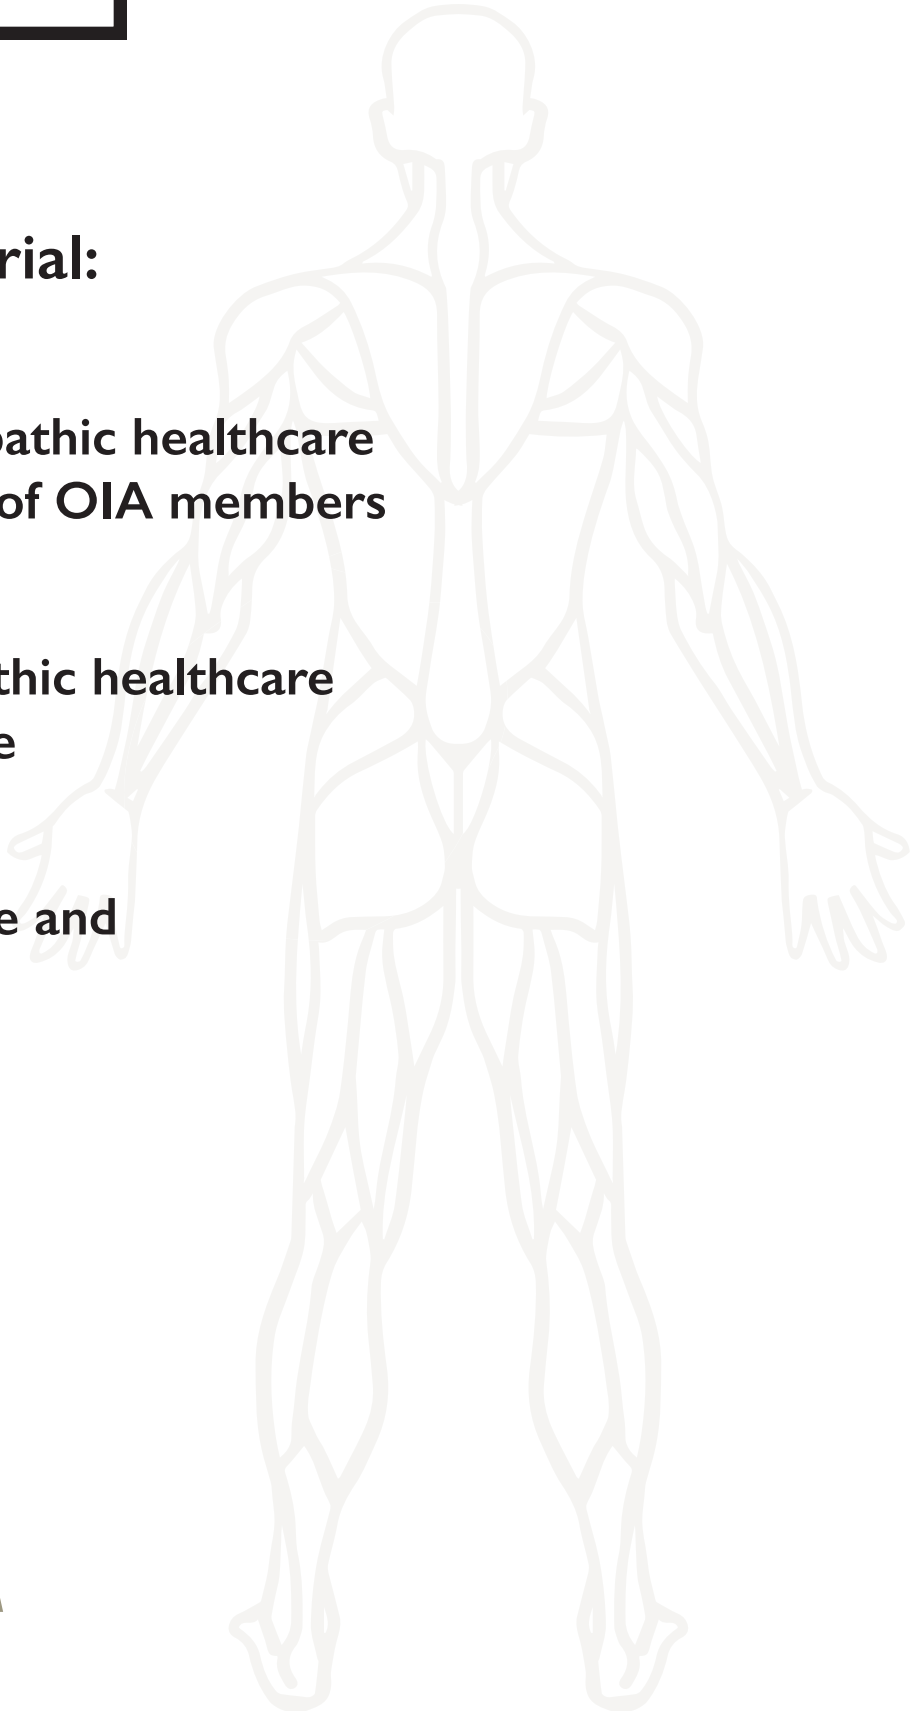 rial:
pathic healthcare
of OIA members
thic healthcare
e
e and